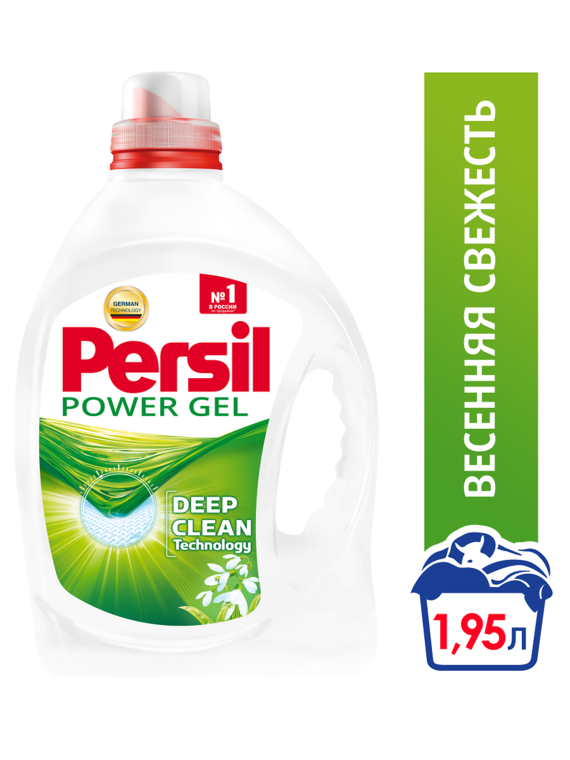 GERMAN
TECHNOLOGY
№1
В РОССИИ
Persil
POWER GEL
DEEP
CLEAN
Technology
ВЕСЕННЯЯ СВЕЖЕСТЬ
1,95л